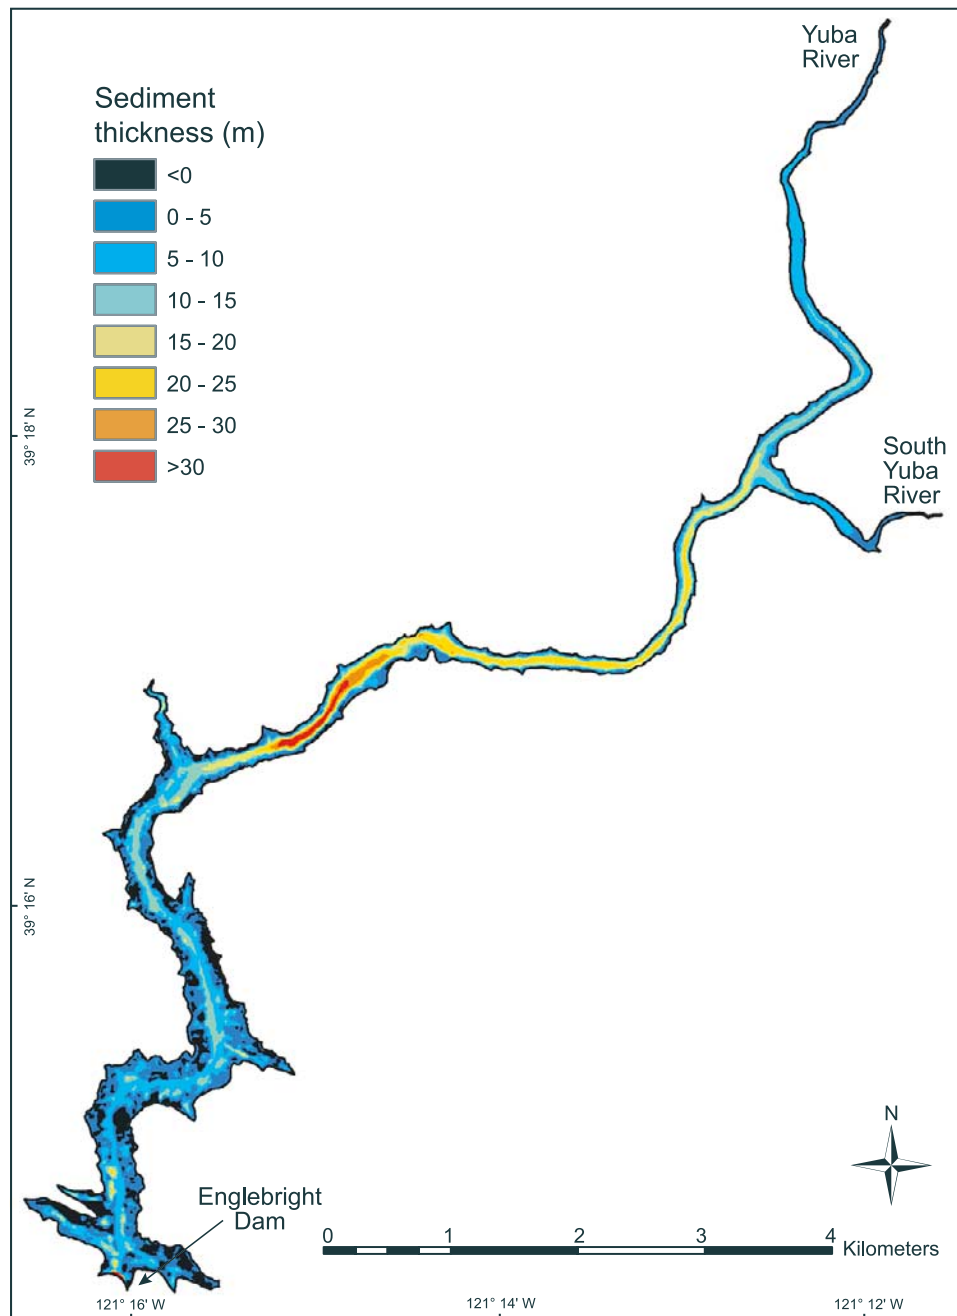 Yuba
River
Sediment
thickness (m)
<0
0 - 5
5 - 10
10 - 15
15 - 20
20 - 25
25 - 30
>30
39° 18' N
South
Yuba
River
39° 16' N
N
Englebright
Dam
0 1 2 3 4
Kilometers
121° 16' W 121° 14' W 121° 12' W